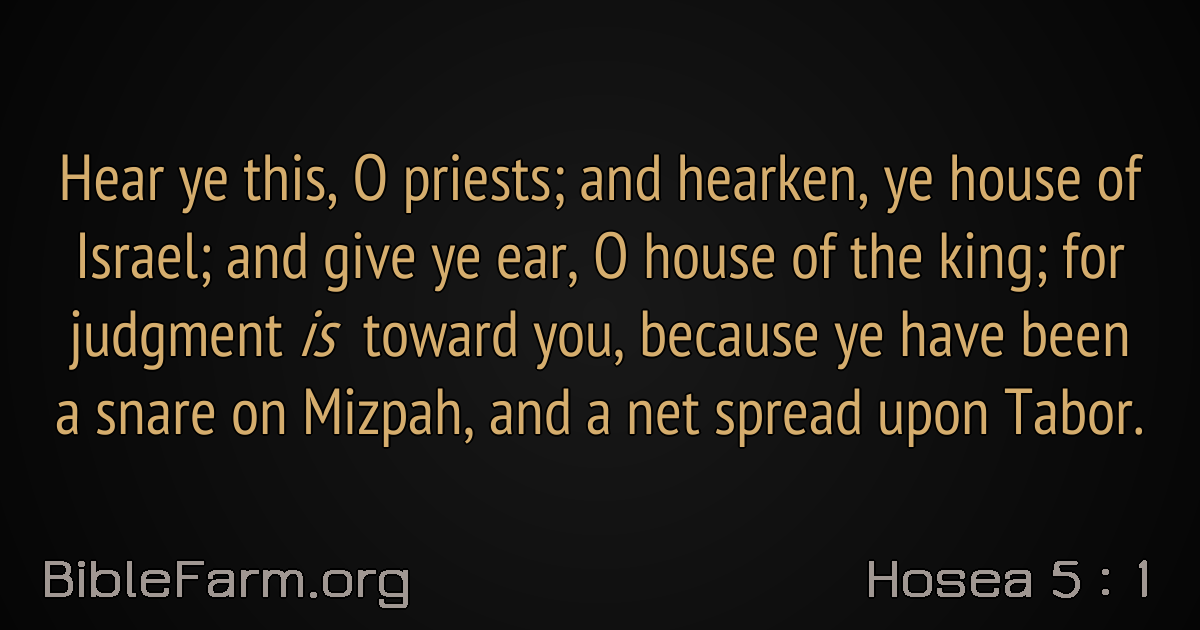 Hear ye this, O priests; and hearken, ye house of
Israel; and give ye ear, O house of the king; for
judgment is toward you, because ye have been
a snare on Mizpah, and a net spread upon Tabor.
BibleFarm.org
Hosea 5 : 1